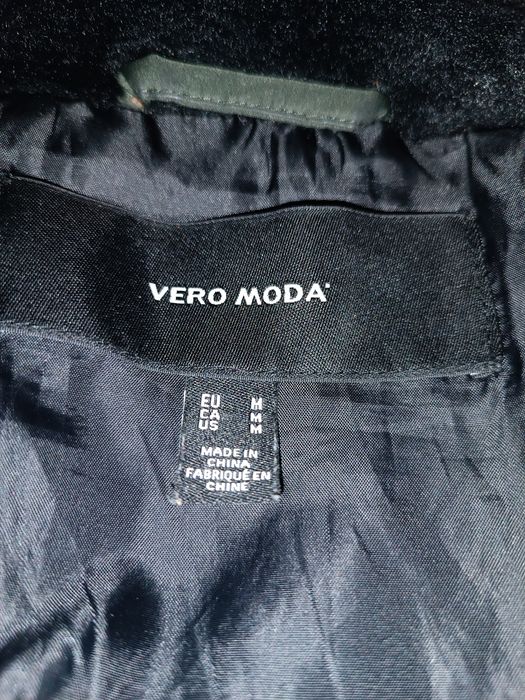 VERO MODA
EU M
CA M
US M
MADE IN
CHINA
FABRIQUÉ EN
CHINE